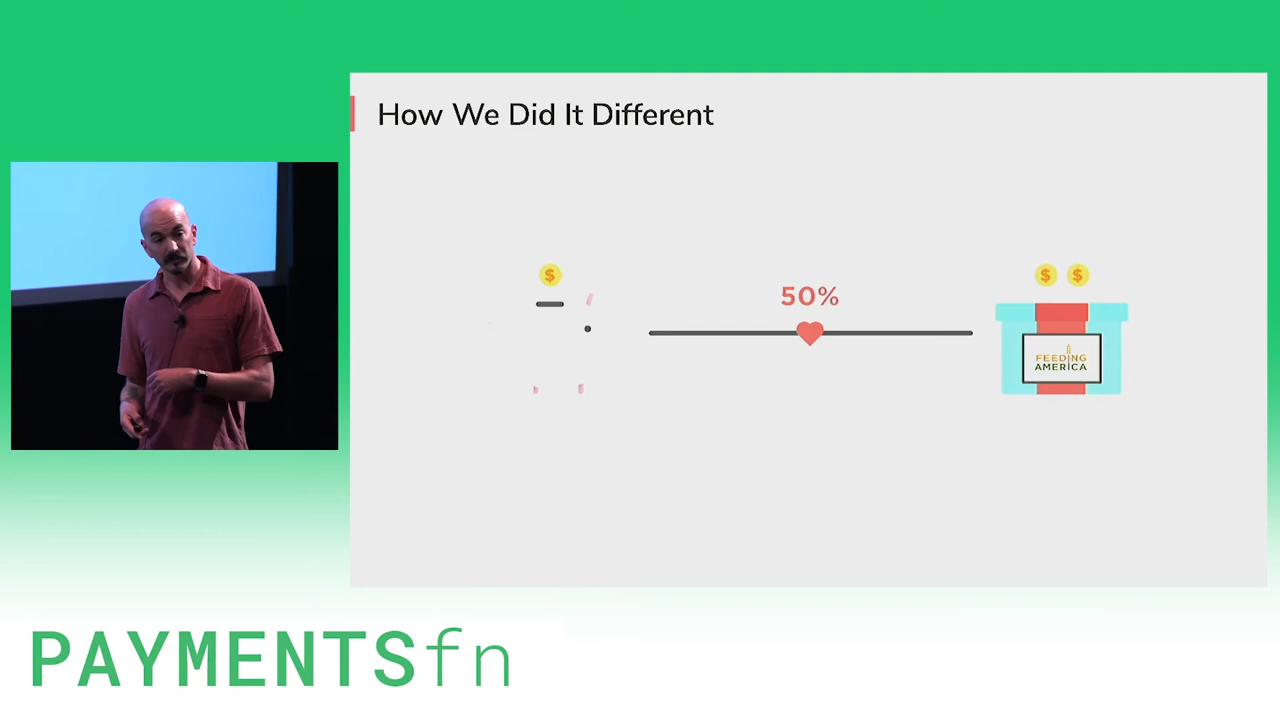 How We Did It Different
$
50%
$ $
FEEDING
AMERICA
PAYMENTSfn